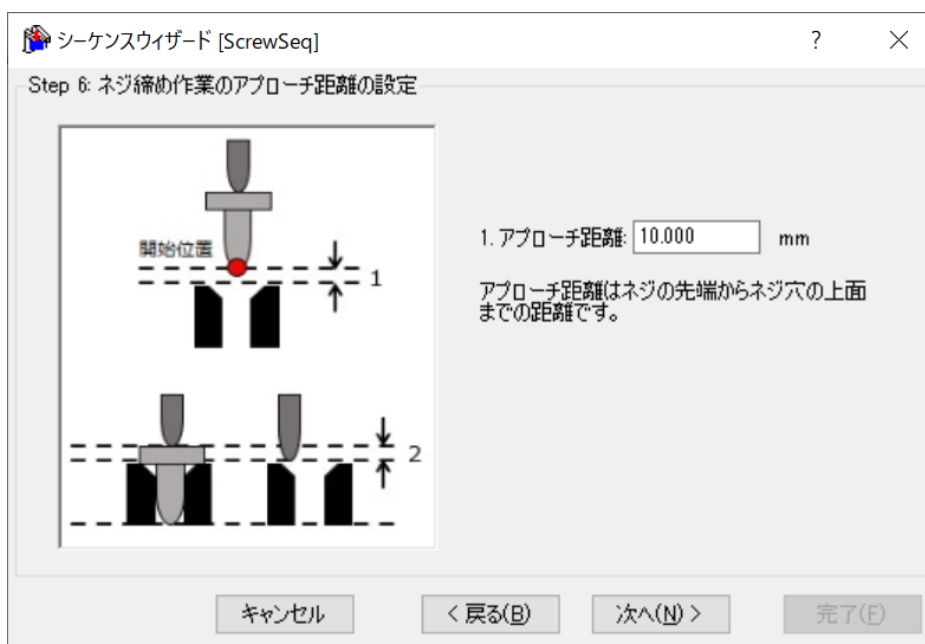 シーケンスウィザード [ScrewSeq]
?
Step 6: ネジ締め作業のアプローチ距離の設定
開始位置
1
2
1. アプローチ距離: 10.000 mm
アプローチ距離はネジの先端からネジ穴の上面
までの距離です。
キャンセル
< 戻る(B)
次へ(N) >
完了(F)